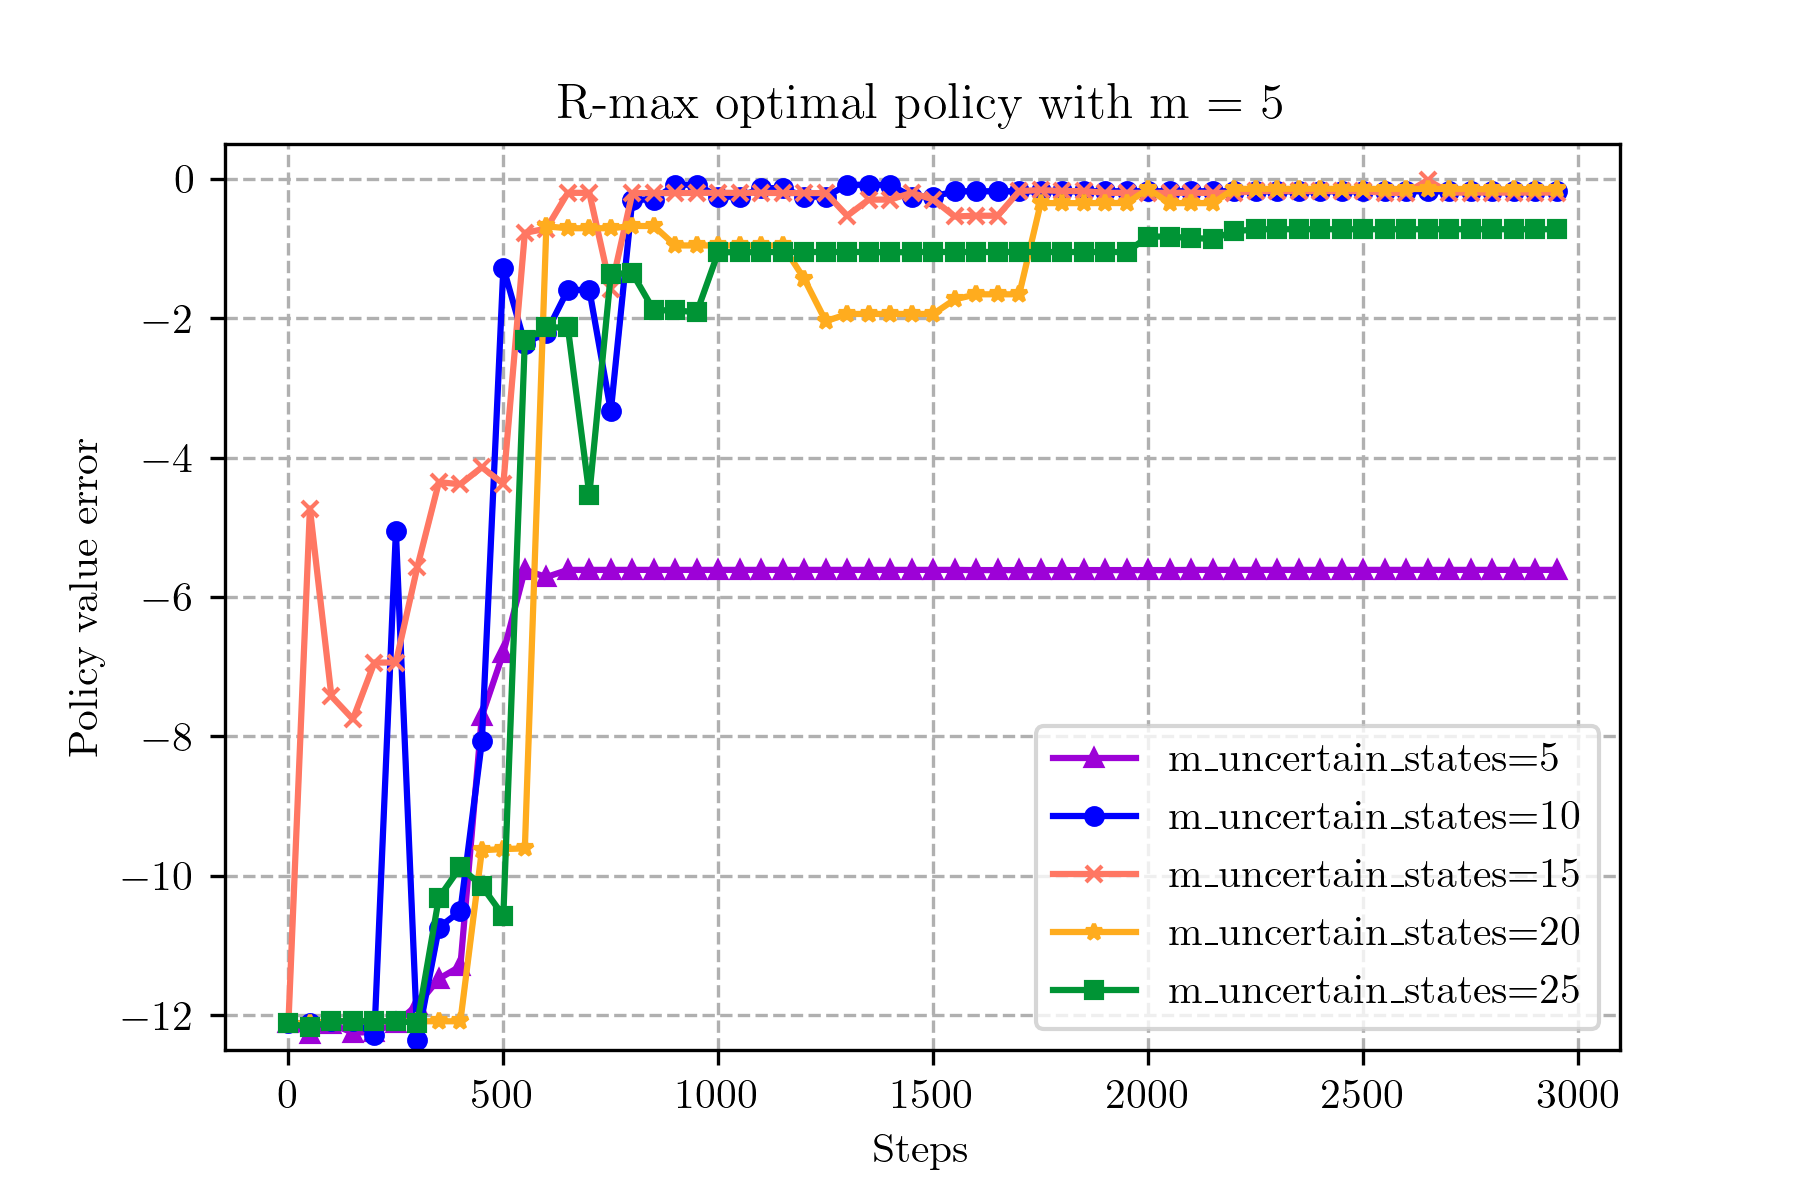 R-max optimal policy with m = 5
Policy value error
0
−2
−4
−6
−8
−10
−12
0 500 1000 1500 2000 2500 3000
Steps
m_uncertain_states=5
m_uncertain_states=10
m_uncertain_states=15
m_uncertain_states=20
m_uncertain_states=25